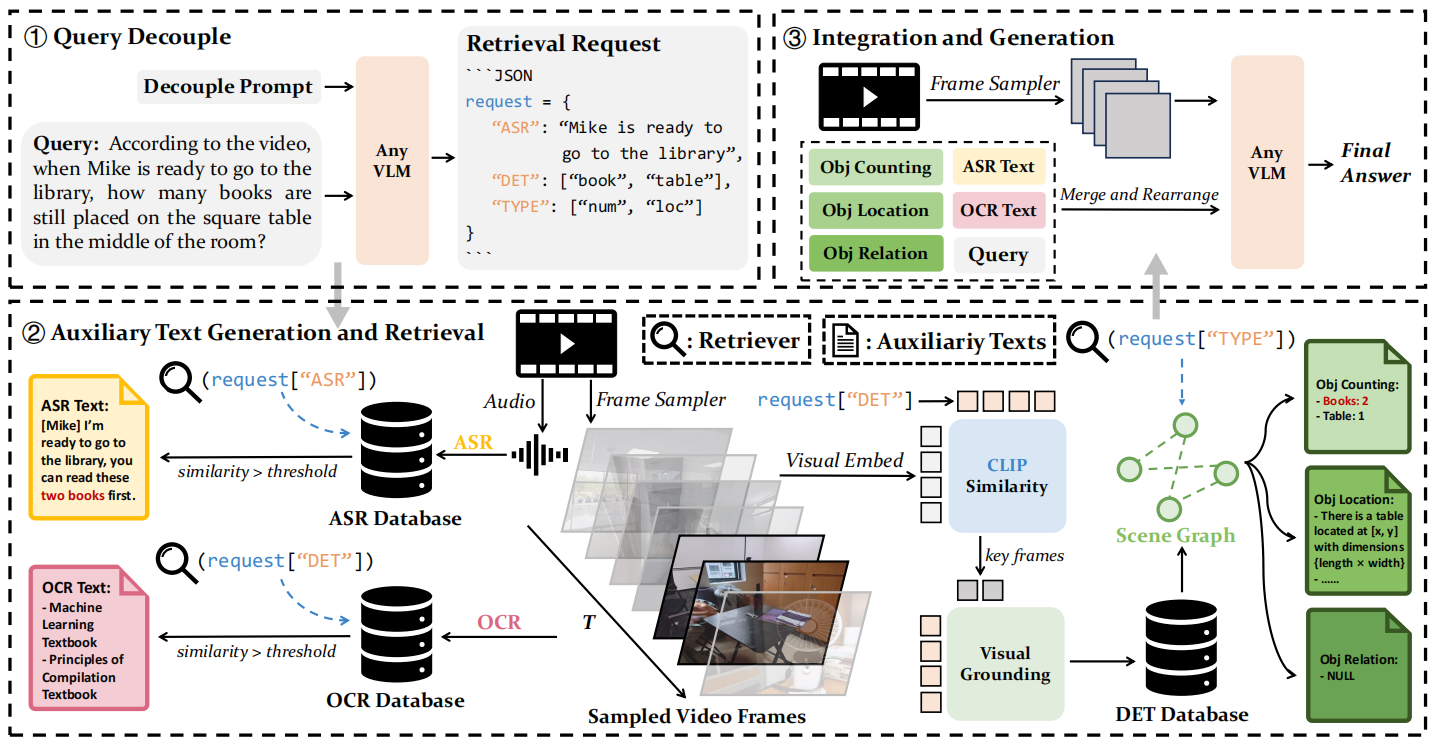 ① Query Decouple
Decouple Prompt
Query: According to the video,
when Mike is ready to go to the
library, how many books are
still placed on the square table
in the middle of the room?
Any
VLM
Retrieval Request
```JSON
request = {
“ASR”: “Mike is ready to
go to the library”,
“DET”: [“book”, “table”],
“TYPE”: [“num”, “loc”]
}
```
③ Integration and Generation
Frame Sampler
Obj Counting
ASR Text
Obj Location
OCR Text
Obj Relation
Query
Merge and Rearrange
Any
VLM
Final
Answer
② Auxiliary Text Generation and Retrieval
: Retriever
: Auxiliariy Texts
(request[“ASR”])
ASR Text:
[Mike] I’m
ready to go to
the library, you
can read these
two books first.
similarity > threshold
ASR Database
ASR
Audio
Frame Sampler
(request[“DET”])
OCR Text:
- Machine
Learning
Textbook
- Principles of
Compilation
Textbook
similarity > threshold
OCR Database
OCR
T
Sampled Video Frames
request[“DET”]
Visual Embed
CLIP
Similarity
key frames
Visual
Grounding
DET Database
Scene Graph
(request[“TYPE”])
Obj Counting:
- Books: 2
- Table: 1
Obj Location:
- There is a table
located at [x, y]
with dimensions
{length × width}
- ......
Obj Relation:
- NULL